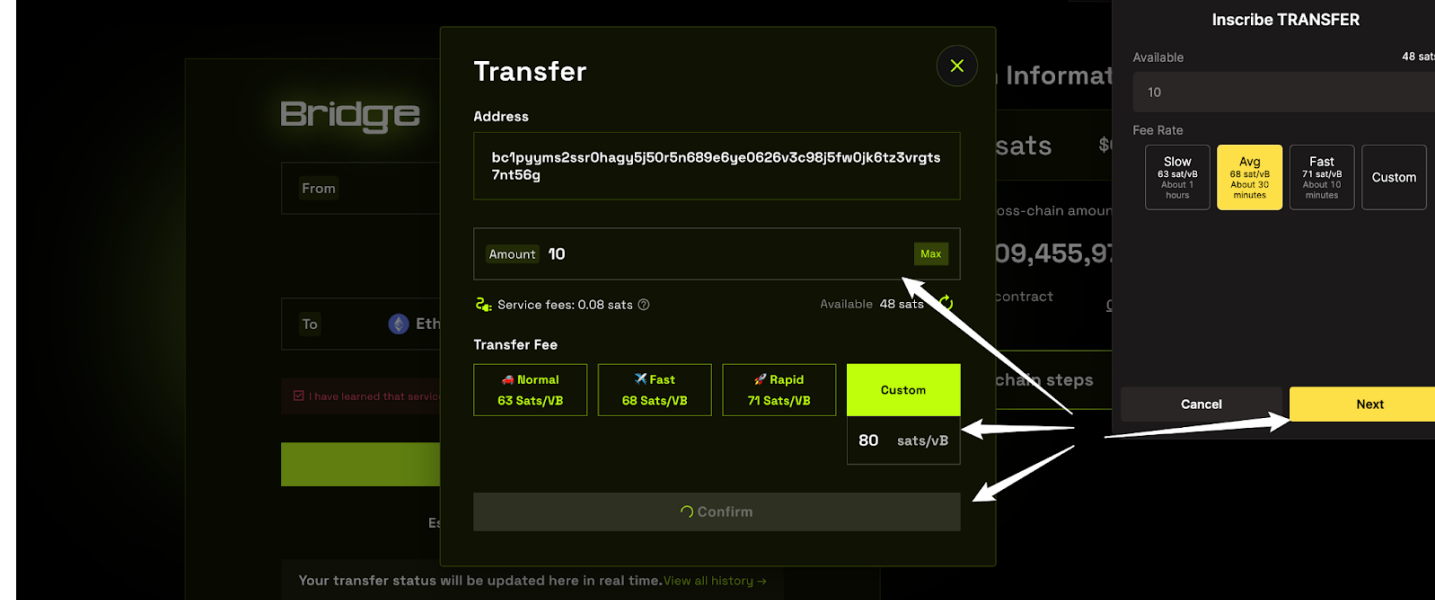 Bridge
From
To
Eth
I have learned that servic
Es
Your transfer status will be updated here in real time. View all history →
Transfer
Address
bc1pyyms2ssr0hagy5j50r5n689e6ye0626v3c98j5fw0jk6tz3vrgts
7nt56g
Amount 10
Max
Service fees: 0.08 sats
Available 48 sats
Transfer Fee
Normal
63 Sats/VB
Fast
68 Sats/VB
Rapid
71 Sats/VB
Custom
80 sats/vB
Confirm
Informat
sats
oss-chain amoun
09,455,97
contract
chain steps
Inscribe TRANSFER
Available
48 sats
10
Fee Rate
Slow
63 sat/vB
About 1
hours
Avg
68 sat/vB
About 30
minutes
Fast
71 sat/vB
About 10
minutes
Custom
Cancel
Next